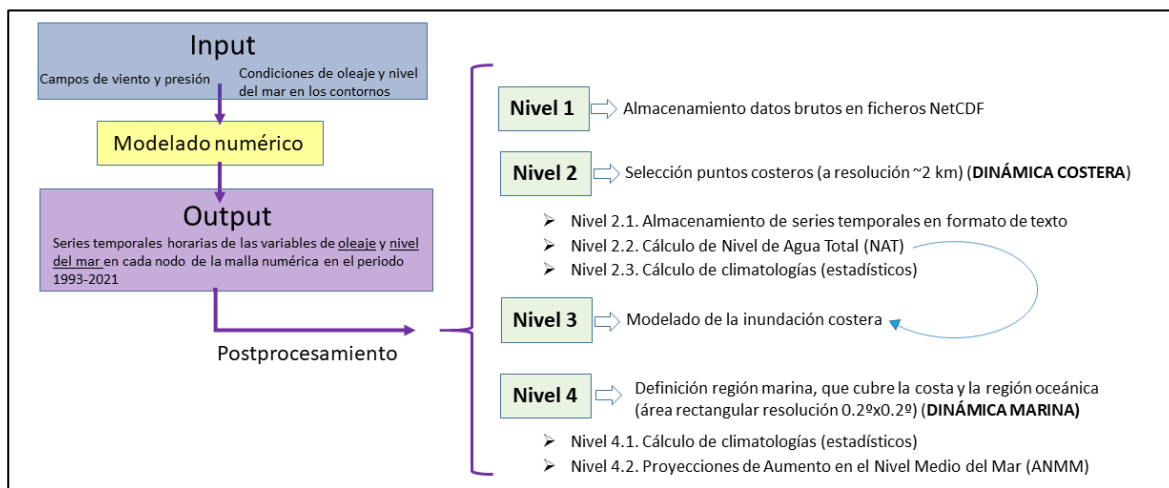 Input
Campos de viento y presión
Condiciones de oleaje y nivel
del mar en los contornos
Modelado numérico
Output
Series temporales horarias de las variables de oleaje y nivel
del mar en cada nodo de la malla numérica en el periodo
1993-2021
Postprocesamiento
Nivel 1
Almacenamiento datos brutos en ficheros NetCDF
Nivel 2
Selección puntos costeros (a resolución ~2 km) (DINÁMICA COSTERA)
Nivel 2.1. Almacenamiento de series temporales en formato de texto
Nivel 2.2. Cálculo de Nivel de Agua Total (NAT)
Nivel 2.3. Cálculo de climatologías (estadísticos)
Nivel 3
Modelado de la inundación costera
Nivel 4
Definición región marina, que cubre la costa y la región oceánica
(área rectangular resolución 0.2ºx0.2º) (DINÁMICA MARINA)
Nivel 4.1. Cálculo de climatologías (estadísticos)
Nivel 4.2. Proyecciones de Aumento en el Nivel Medio del Mar (ANMM)